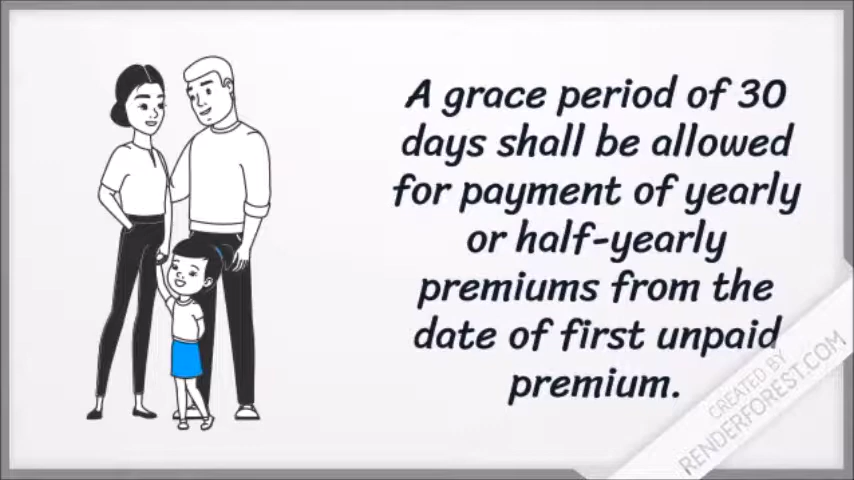 A grace period of 30
days shall be allowed
for payment of yearly
or half-yearly
premiums from the
date of first unpaid
premium.
CREATED BY
RENDERFOREST.COM